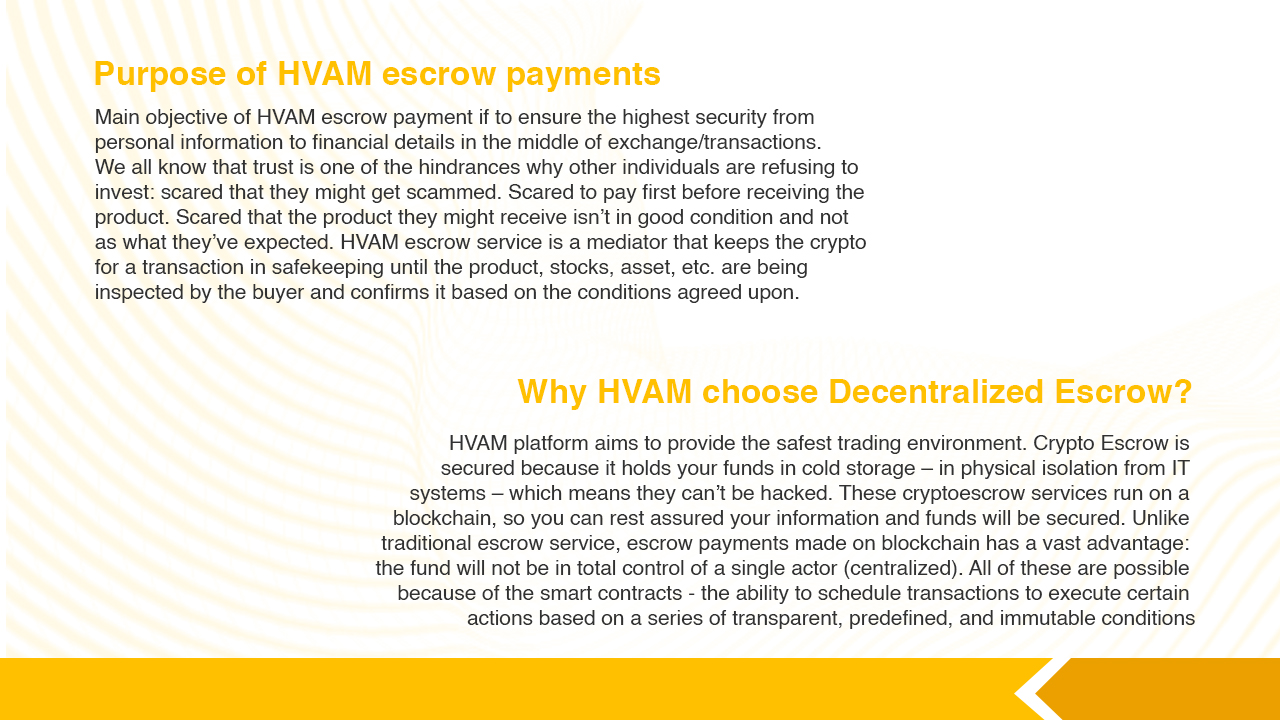 Purpose of HVAM escrow payments
Main objective of HVAM escrow payment if to ensure the highest security from
personal information to financial details in the middle of exchange/transactions.
We all know that trust is one of the hindrances why other individuals are refusing to
invest: scared that they might get scammed. Scared to pay first before receiving the
product. Scared that the product they might receive isn’t in good condition and not
as what they’ve expected. HVAM escrow service is a mediator that keeps the crypto
for a transaction in safekeeping until the product, stocks, asset, etc. are being
inspected by the buyer and confirms it based on the conditions agreed upon.
Why HVAM choose Decentralized Escrow?
HVAM platform aims to provide the safest trading environment. Crypto Escrow is
secured because it holds your funds in cold storage – in physical isolation from IT
systems – which means they can’t be hacked. These cryptoescrow services run on a
blockchain, so you can rest assured your information and funds will be secured. Unlike
traditional escrow service, escrow payments made on blockchain has a vast advantage:
the fund will not be in total control of a single actor (centralized). All of these are possible
because of the smart contracts - the ability to schedule transactions to execute certain
actions based on a series of transparent, predefined, and immutable conditions